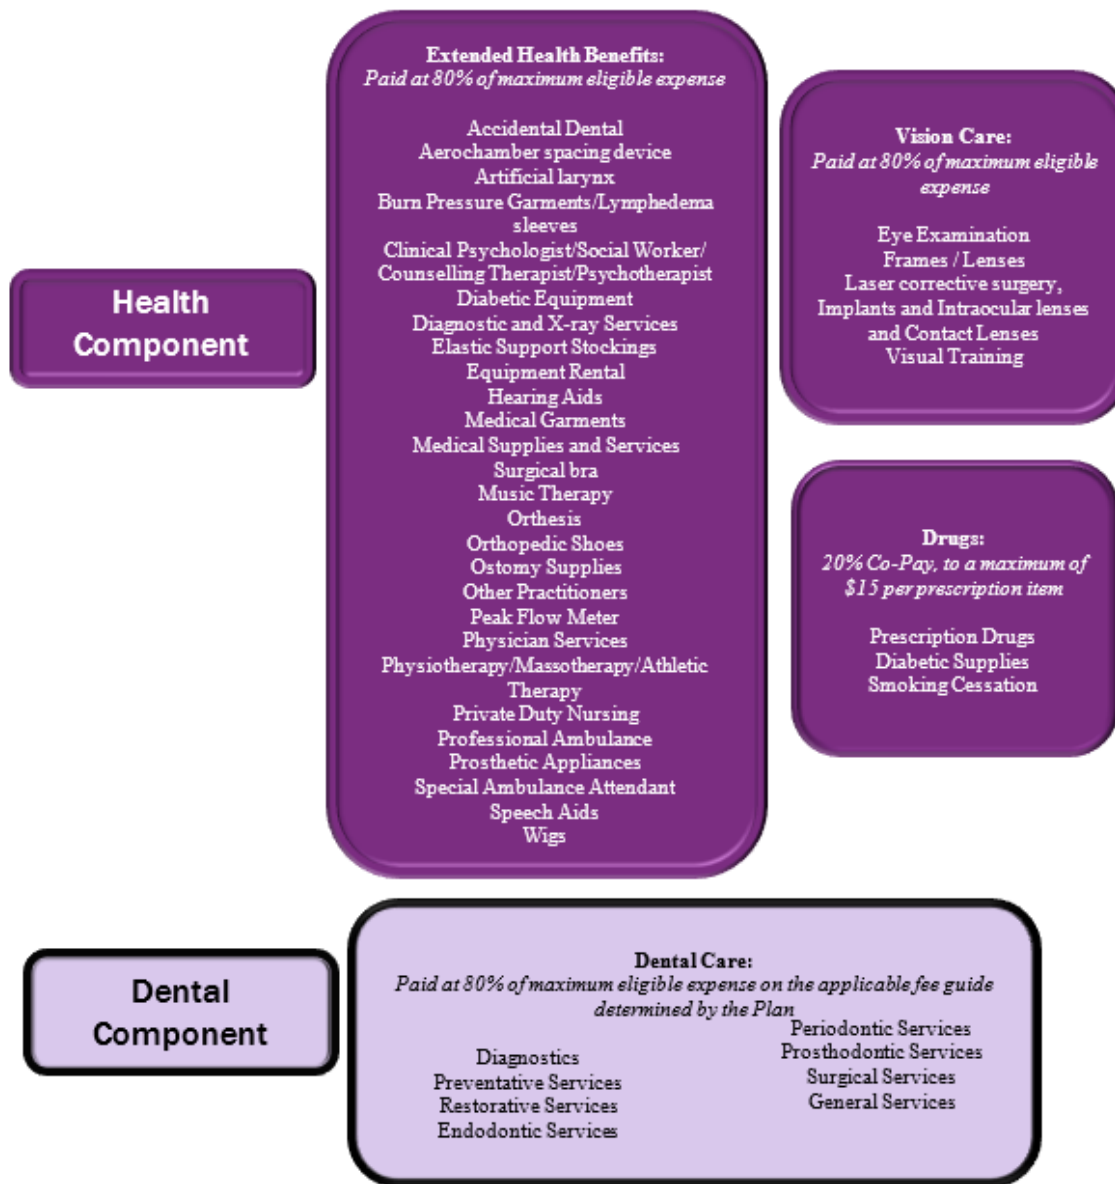 Health
Component
Extended Health Benefits:
Paid at 80% of maximum eligible expense
Accidental Dental
Aerochamber spacing device
Artificial larynx
Burn Pressure Garments/Lymphedema
sleeves
Clinical Psychologist/Social Worker/
Counselling Therapist/Psychotherapist
Diabetic Equipment
Diagnostic and X-ray Services
Elastic Support Stockings
Equipment Rental
Hearing Aids
Medical Garments
Medical Supplies and Services
Surgical bra
Music Therapy
Orthesis
Orthopedic Shoes
Ostomy Supplies
Other Practitioners
Peak Flow Meter
Physician Services
Physiotherapy/Massotherapy/Athletic
Therapy
Private Duty Nursing
Professional Ambulance
Prosthetic Appliances
Special Ambulance Attendant
Speech Aids
Wigs
Vision Care:
Paid at 80% of maximum eligible
expense
Eye Examination
Frames / Lenses
Laser corrective surgery,
Implants and Intraocular lenses
and Contact Lenses
Visual Training
Drugs:
20% Co-Pay, to a maximum of
$15 per prescription item
Prescription Drugs
Diabetic Supplies
Smoking Cessation
Dental
Component
Dental Care:
Paid at 80% of maximum eligible expense on the applicable fee guide
determined by the Plan
Diagnostics
Preventative Services
Restorative Services
Endodontic Services
Periodontic Services
Prosthodontic Services
Surgical Services
General Services